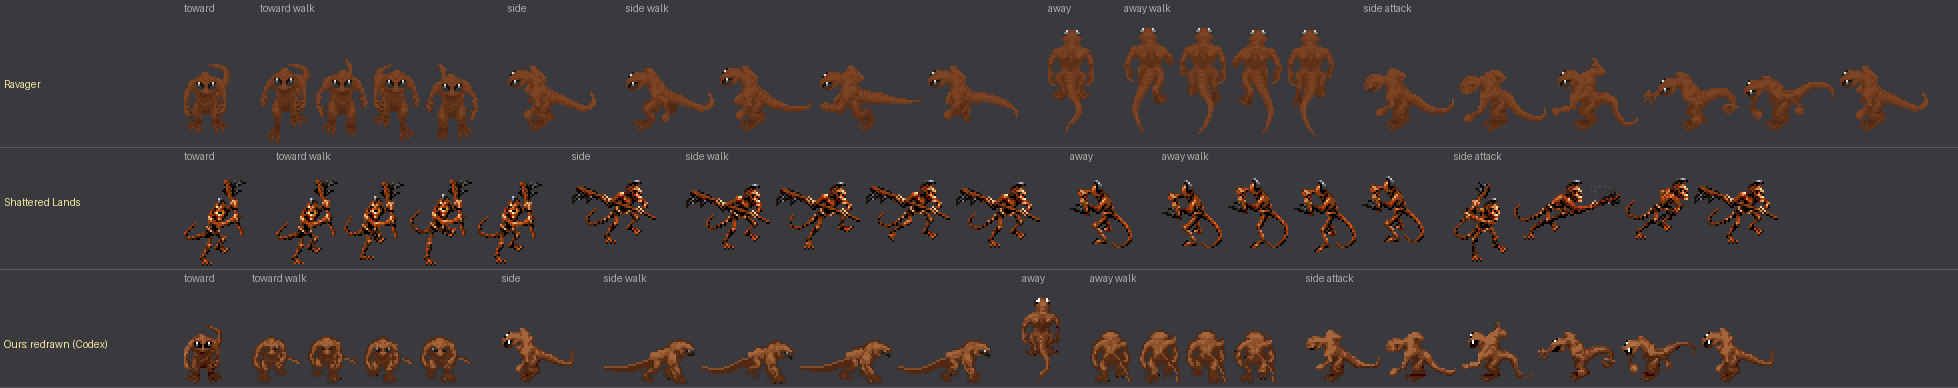 toward toward walk side side walk away away walk side attack
Ravager
toward toward walk side side walk away away walk side attack
Shattered Lands
toward toward walk side side walk away away walk side attack
Ours: redrawn (Codex)